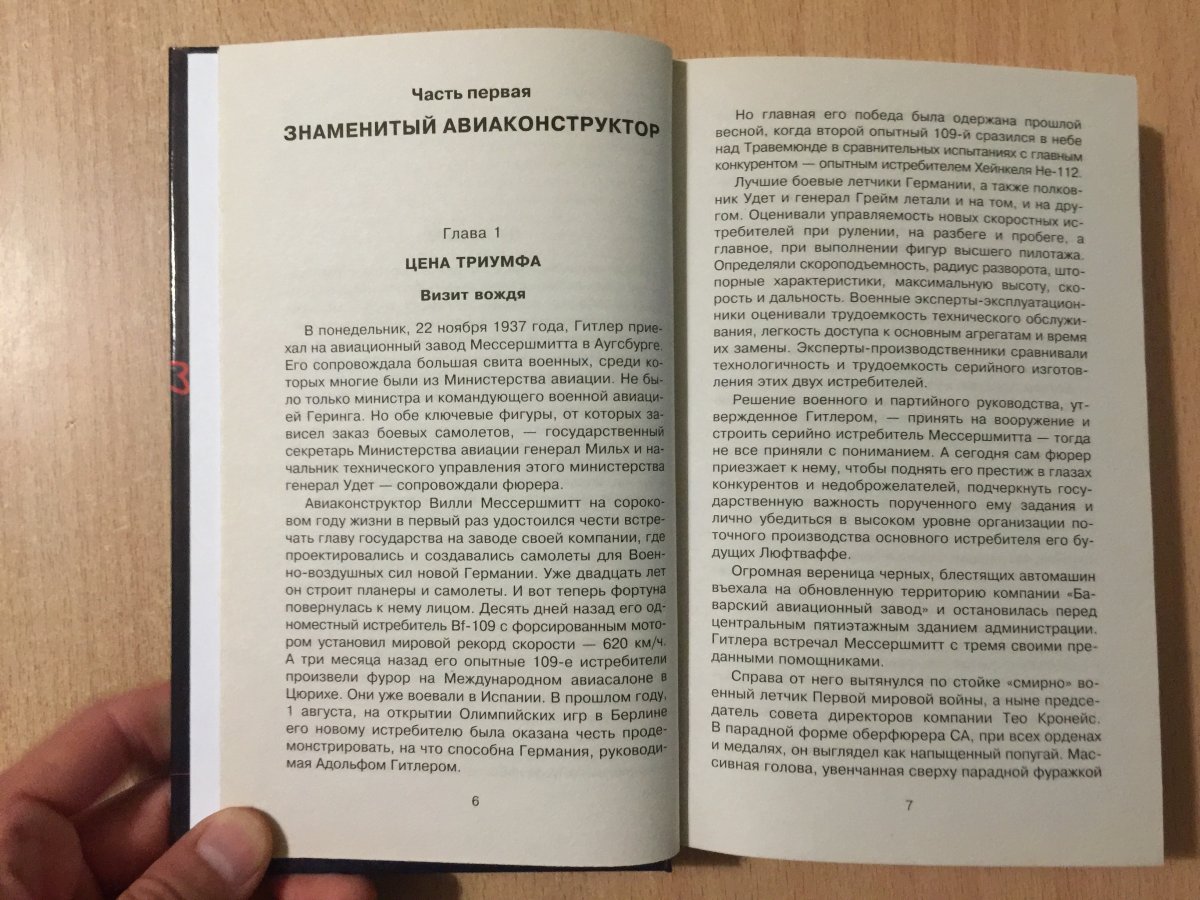 Часть первая
ЗНАМЕНИТЫЙ АВИАКОНСТРУКТОР
Глава 1
ЦЕНА ТРИУМФА
Визит вождя
В понедельник, 22 ноября 1937 года, Гитлер прие-
хал на авиационный завод Мессершмитта в Аугсбурге.
Его сопровождала большая свита военных, среди ко-
торых многие были из Министерства авиации. Не бы-
ло только министра и командующего военной авиаци-
ей Геринга. Но обе ключевые фигуры, от которых за-
висел заказ боевых самолетов, — государственный
секретарь Министерства авиации генерал Мильх и на-
чальник технического управления этого министерства
генерал Удет — сопровождали фюрера.
Авиаконструктор Вилли Мессершмитт на сороко-
вом году жизни в первый раз удостоился чести встре-
чать главу государства на заводе своей компании, где
проектировались и создавались самолеты для Воен-
но-воздушных сил новой Германии. Уже двадцать лет
он строит планеры и самолеты. И вот теперь фортуна
повернулась к нему лицом. Десять дней назад его од-
номестный истребитель Bf-109 с форсированным мото-
ром установил мировой рекорд скорости — 620 км/ч.
А три месяца назад его опытные 109-е истребители
произвели фурор на Международном авиасалоне в
Цюрихе. Они уже воевали в Испании. В прошлом году,
1 августа, на открытии Олимпийских игр в Берлине
его новому истребителю была оказана честь проде-
монстрировать, на что способна Германия, руководи-
мая Адольфом Гитлером.
6
Но главная его победа была одержана прошлой
весной, когда второй опытный 109-й сразился в небе
над Травемюнде в сравнительных испытаниях с главным
конкурентом — опытным истребителем Хейнкеля He-112.
Лучшие боевые летчики Германии, а также полков-
ник Удет и генерал Грейм летали и на том, и на дру-
гом. Оценивали управляемость новых скоростных ис-
требителей при рулении, на разбеге и пробеге, а
главное, при выполнении фигур высшего пилотажа.
Определяли скороподъемность, радиус разворота, што-
порные характеристики, максимальную высоту, ско-
рость и дальность. Военные эксперты-эксплуатацион-
ники оценивали трудоемкость технического обслужи-
вания, легкость доступа к основным агрегатам и время
их замены. Эксперты-производственники сравнивали
технологичность и трудоемкость серийного изготов-
ления этих двух истребителей.
Решение военного и партийного руководства, ут-
вержденное Гитлером, — принять на вооружение и
строить серийно истребитель Мессершмитта — тогда
не все приняли с пониманием. А сегодня сам фюрер
приезжает к нему, чтобы поднять его престиж в глазах
конкурентов и недоброжелателей, подчеркнуть госу-
дарственную важность порученного ему задания и
лично убедиться в высоком уровне организации по-
точного производства основного истребителя его бу-
дущих Люфтваффе.
Огромная вереница черных, блестящих автомашин
въехала на обновленную территорию компании «Ба-
варский авиационный завод» и остановилась перед
центральным пятиэтажным зданием администрации.
Гитлера встречал Мессершмитт с тремя своими пре-
данными помощниками.
Справа от него вытянулся по стойке «смирно» во-
енный летчик Первой мировой войны, а ныне предсе-
датель совета директоров компании Тео Кронейс.
В парадной форме оберфюрера СА, при всех орденах
и медалях, он выглядел как напыщенный попугай. Мас-
сивная голова, увенчанная сверху парадной фуражкой
7